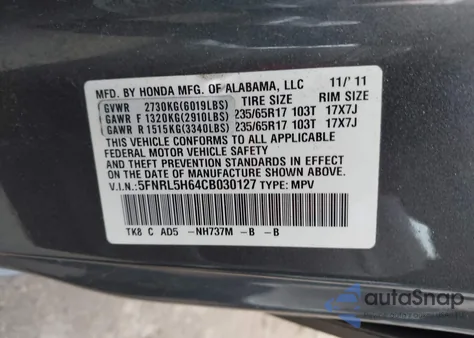 MFD. BY HONDA MFG. OF ALABAMA, LLC 11/'11
GVWR 2730KG(6019LBS) TIRE SIZE RIM SIZE
GAWR F 1320KG(2910LBS) 235/65R17 103T 17X7J
GAWR R 1515KG(3340LBS) 235/65R17 103T 17X7J
THIS VEHICLE CONFORMS TO ALL APPLICABLE
FEDERAL MOTOR VEHICLE SAFETY, BUMPER, AND
THEFT PREVENTION STANDARDS IN EFFECT ON
THE DATE OF MANUFACTURE SHOWN ABOVE.
V.I.N.: 5FNRL5H64CB030127 TYPE: MPV
TK8 C AD5 -NH737M -B -B
autoSnap